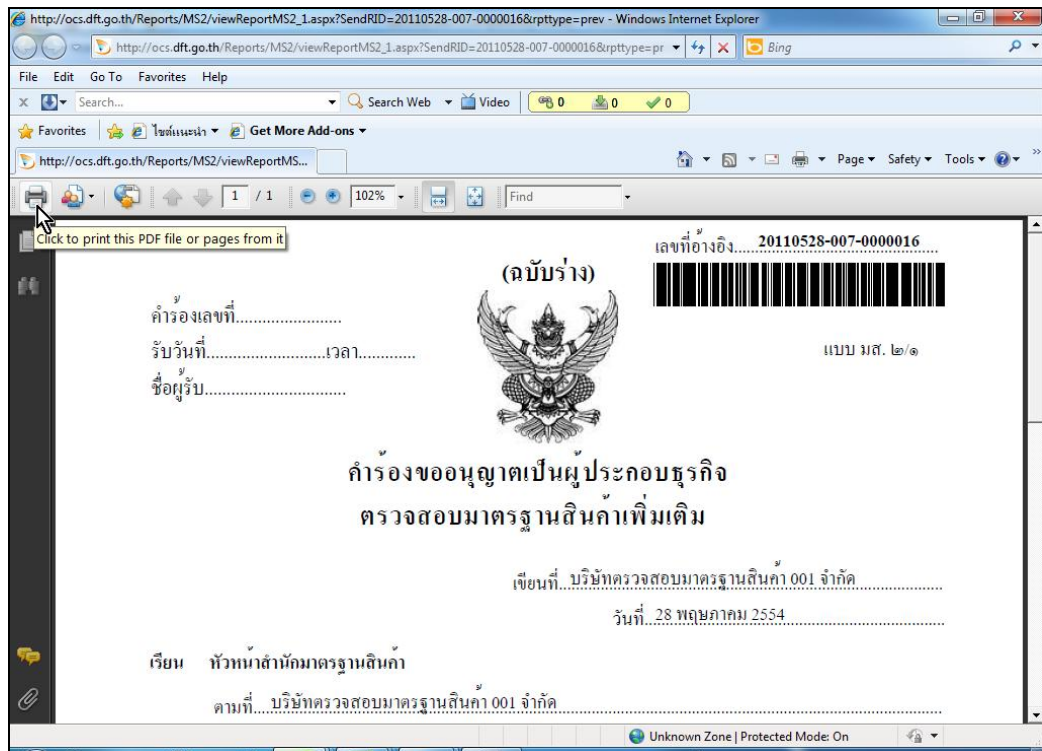 http://ocs.dft.go.th/Reports/MS2/viewReportMS2_1.aspx?SendRID=20110528-007-0000016&rpttype=prev - Windows Internet Explorer
http://ocs.dft.go.th/Reports/MS2/viewReportMS2_1.aspx?SendRID=20110528-007-0000016&rpttype=pr
Bing
File Edit Go To Favorites Help
Search... Search Web Video 0 0 0
Favorites ไซต์แนะนำ Get More Add-ons
http://ocs.dft.go.th/Reports/MS2/viewReportMS... Page Safety Tools
1 / 1 102% Find
Click to print this PDF file or pages from it
เลขที่อ้างอิง......20110528-007-0000016......
(ฉบับร่าง)
คำร้องเลขที่........................
รับวันที่...........................เวลา.............
แบบ มส. ๒/๑
ชื่อผู้รับ................................
คำร้องขออนุญาตเป็นผู้ประกอบธุรกิจ
ตรวจสอบมาตรฐานสินค้าเพิ่มเติม
เขียนที่..บริษัทตรวจสอบมาตรฐานสินค้า 001 จำกัด....................
วันที่..28 พฤษภาคม 2554....................................
เรียน หัวหน้าสำนักมาตรฐานสินค้า
ตามที่....บริษัทตรวจสอบมาตรฐานสินค้า 001 จำกัด....................
Unknown Zone | Protected Mode: On